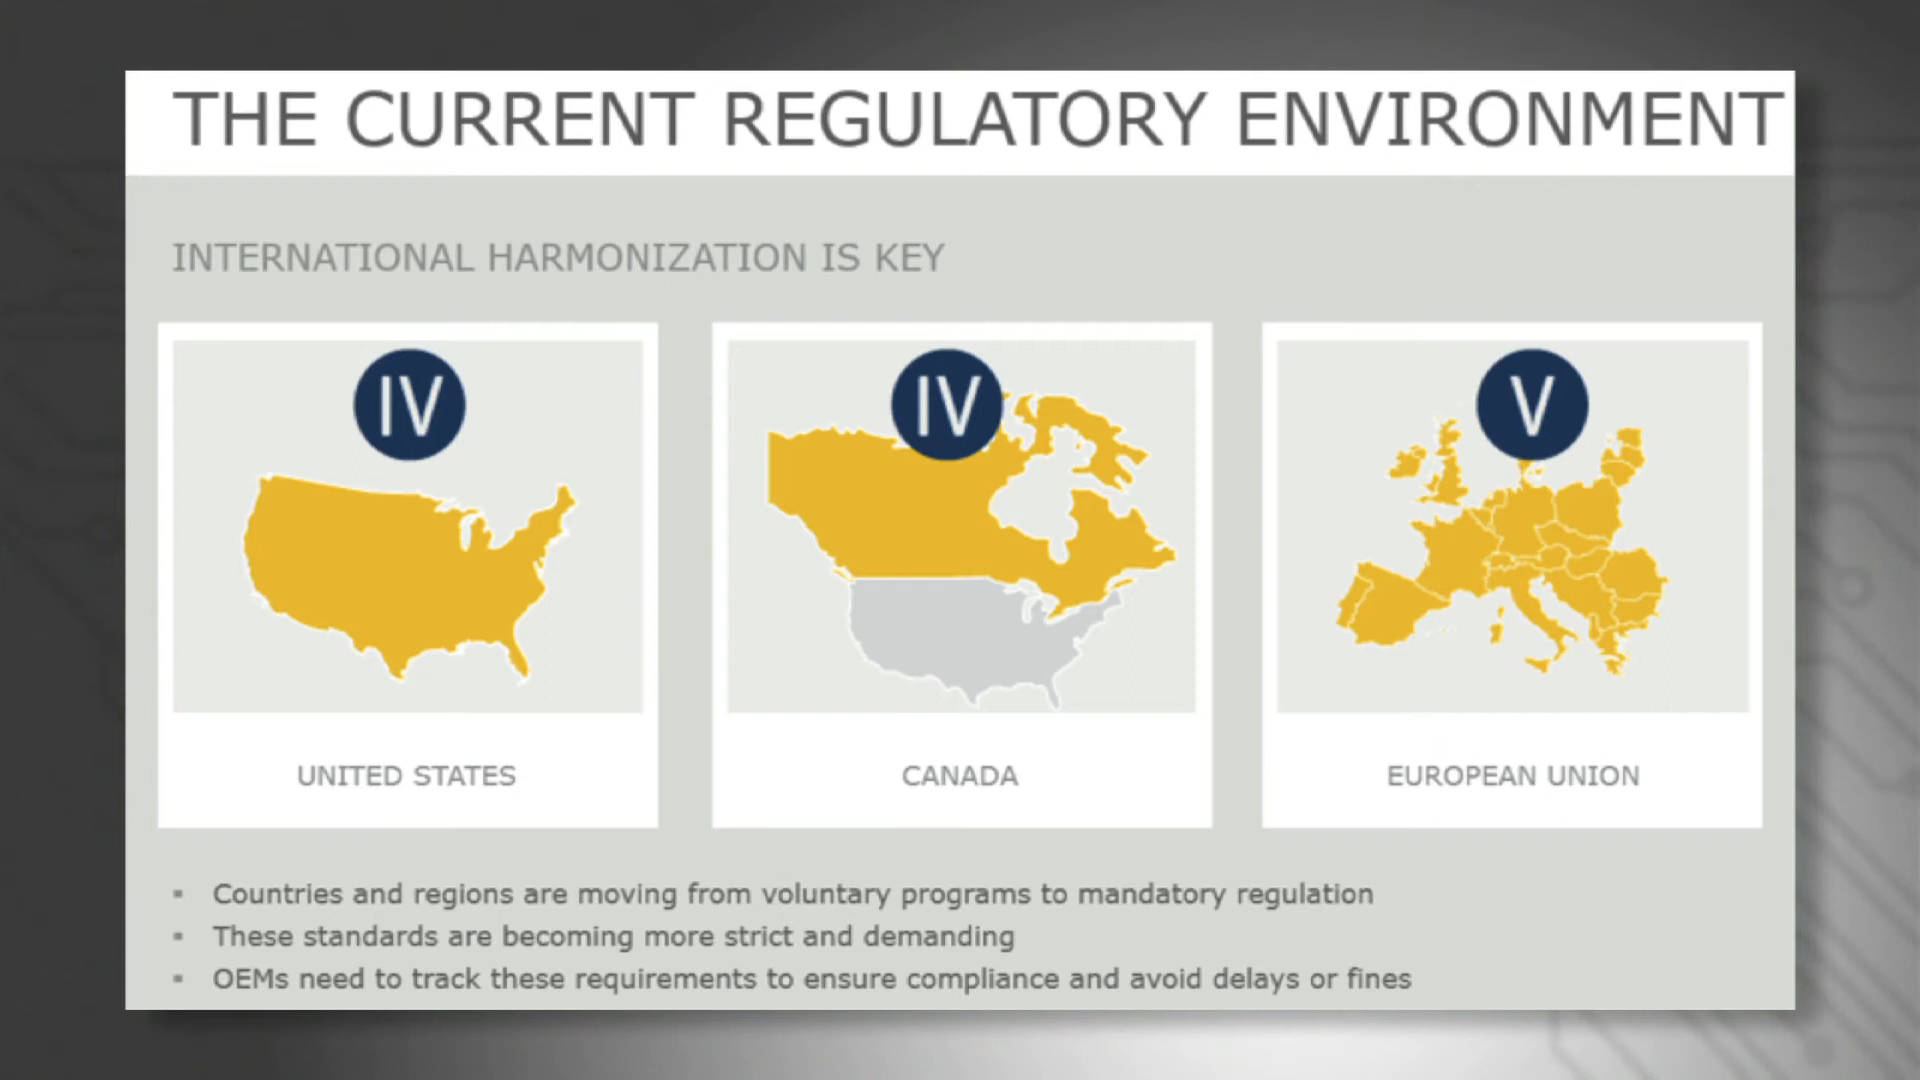 THE CURRENT REGULATORY ENVIRONMENT
INTERNATIONAL HARMONIZATION IS KEY
IV
IV
V
UNITED STATES
CANADA
EUROPEAN UNION
▪ Countries and regions are moving from voluntary programs to mandatory regulation
▪ These standards are becoming more strict and demanding
▪ OEMs need to track these requirements to ensure compliance and avoid delays or fines